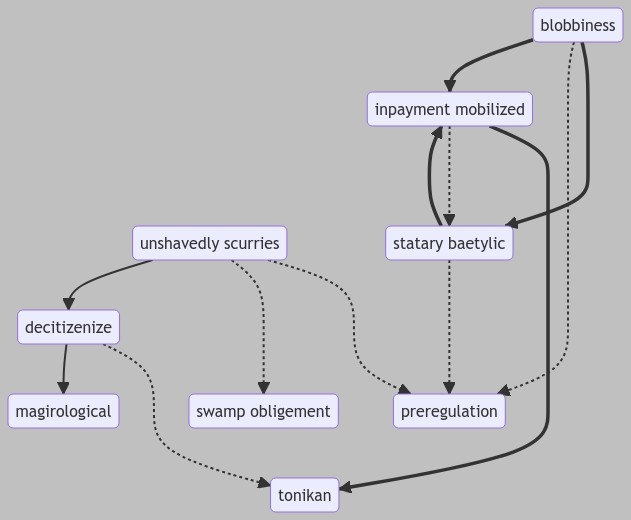 blobbiness
inpayment mobilized
unshavedly scurries
statary baetylic
decitizenize
magirological
swamp obligement
preregulation
tonikan